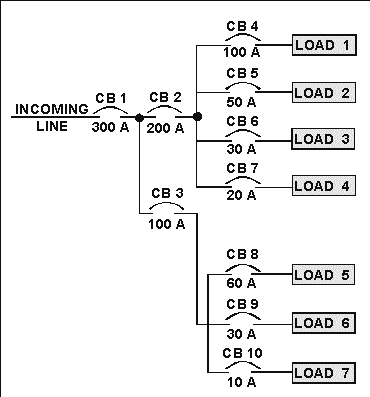 CB 4
100 A
LOAD 1
CB 5
50 A
LOAD 2
CB 1
CB 2
INCOMING
LINE
300 A
200 A
CB 6
30 A
LOAD 3
CB 7
20 A
LOAD 4
CB 3
100 A
CB 8
60 A
LOAD 5
CB 9
30 A
LOAD 6
CB 10
10 A
LOAD 7